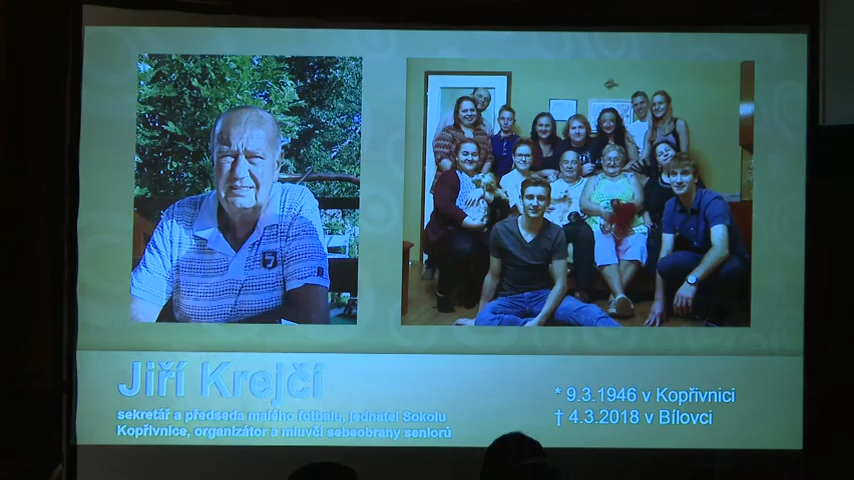 Jiří Krejčí
sekretář a předseda malého fotbalu, jednatel Sokolu
Kopřivnice, organizátor a mluvčí sebeobrany seniorů
* 9.3.1946 v Kopřivnici
† 4.3.2018 v Bílovci